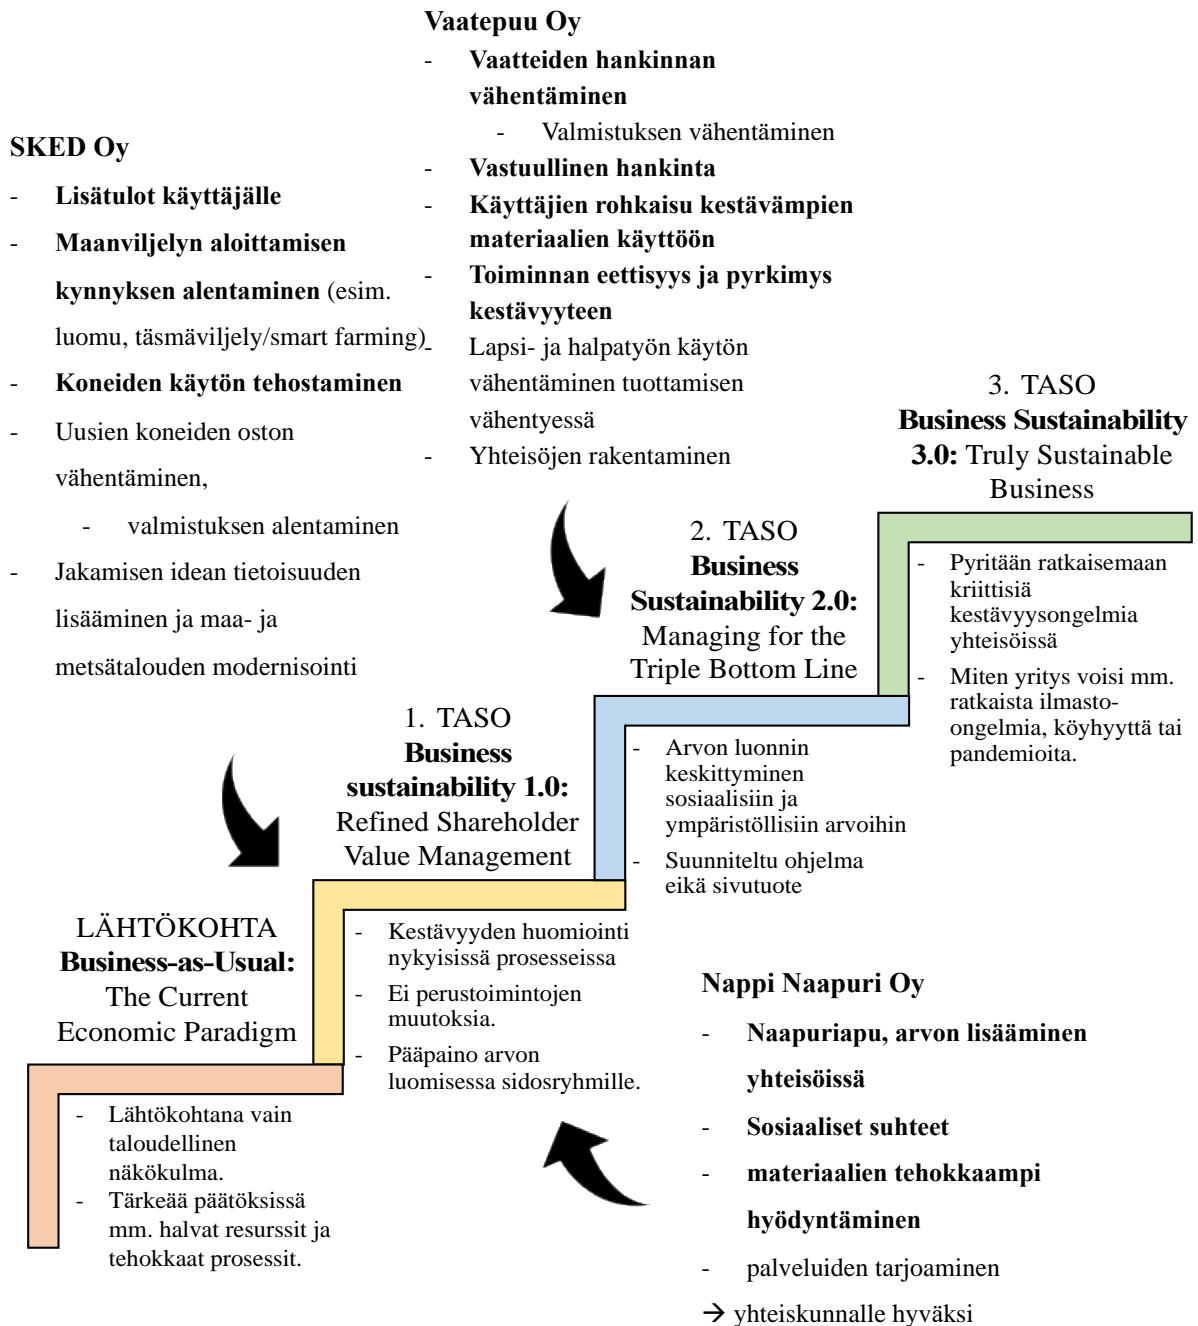 Vaatepuu Oy
- Vaatteiden hankinnan
vähentäminen
- Valmistuksen vähentäminen
- Vastuullinen hankinta
- Käyttäjien rohkaisu kestävämpien
materiaalien käyttöön
- Toiminnan eettisyys ja pyrkimys
kestävyyteen
- Lapsi- ja halpatyön käytön
vähentäminen tuottamisen
vähentyessä
- Yhteisöjen rakentaminen
SKED Oy
- Lisätulot käyttäjälle
- Maanviljelyn aloittamisen
kynnyksen alentaminen (esim.
luomu, täsmäviljely/smart farming)
- Koneiden käytön tehostaminen
- Uusien koneiden oston
vähentäminen,
- valmistuksen alentaminen
- Jakamisen idean tietoisuuden
lisääminen ja maa- ja
metsätalouden modernisointi
3. TASO
Business Sustainability
3.0: Truly Sustainable
Business
- Pyritään ratkaisemaan
kriittisiä
kestävyysongelmia
yhteisöissä
- Miten yritys voisi mm.
ratkaista ilmasto-
ongelmia, köyhyyttä tai
pandemioita.
2. TASO
Business
Sustainability 2.0:
Managing for the
Triple Bottom Line
- Arvon luonnin
keskittyminen
sosiaalisiin ja
ympäristöllisiin arvoihin
- Suunniteltu ohjelma
eikä sivutuote
1. TASO
Business
sustainability 1.0:
Refined Shareholder
Value Management
- Kestävyyden huomiointi
nykyisissä prosesseissa
- Ei perustoimintojen
muutoksia.
- Pääpaino arvon
luomisessa sidosryhmille.
LÄHTÖKOHTA
Business-as-Usual:
The Current
Economic Paradigm
- Lähtökohtana vain
taloudellinen
näkökulma.
- Tärkeää päätöksissä
mm. halvat resurssit ja
tehokkaat prosessit.
Nappi Naapuri Oy
- Naapuriapu, arvon lisääminen
yhteisöissä
- Sosiaaliset suhteet
- materiaalien tehokkaampi
hyödyntäminen
- palveluiden tarjoaminen
→ yhteiskunnalle hyväksi